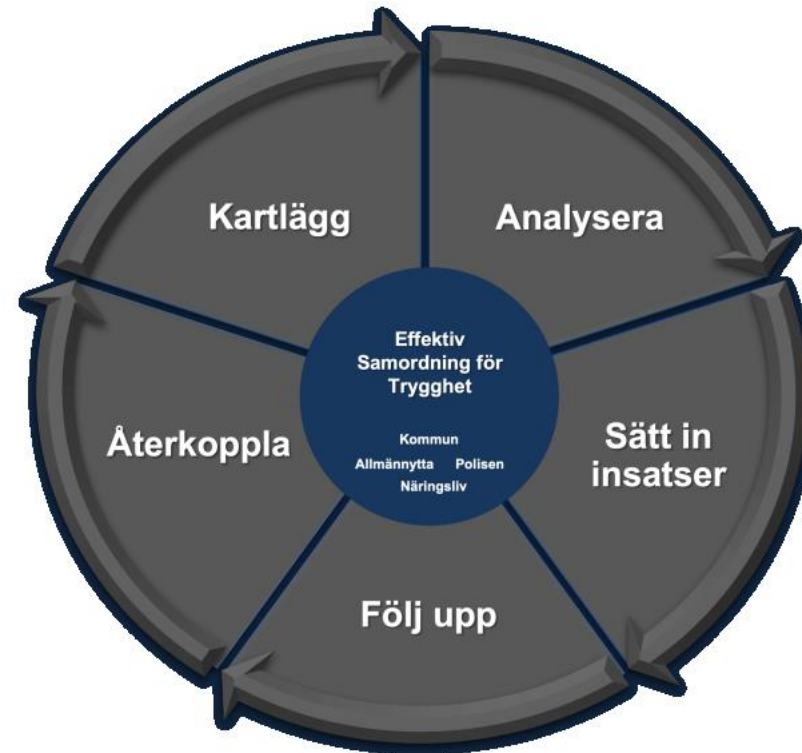 Kartlägg
Analysera
Effektiv
Samordning för
Trygghet
Kommun
Allmännytta Polisen
Näringsliv
Sätt in
insatser
Följ upp
Återkoppla